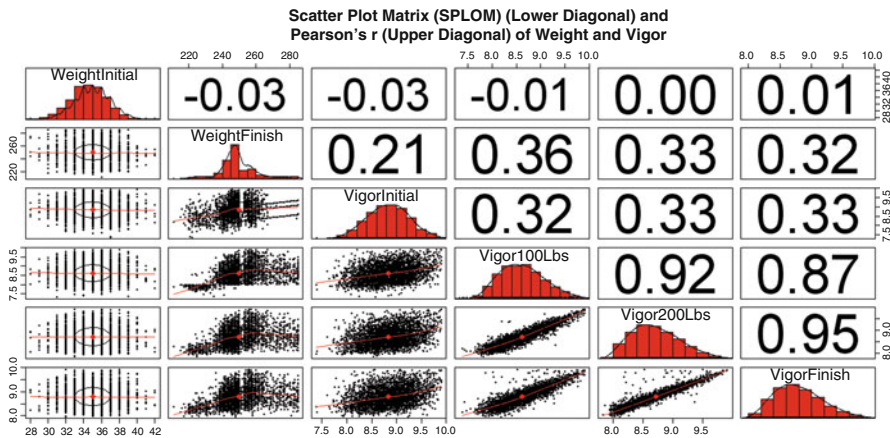 Scatter Plot Matrix (SPLOM) (Lower Diagonal) and
Pearson's r (Upper Diagonal) of Weight and Vigor
220 240 260 280
7.5 8.5 9.5
8.0 8.5 9.0 9.5 10.0
WeightInitial
-0.03
-0.03
-0.01
0.00
0.01
28 32 36 40
220 260
WeightFinish
0.21
0.36
0.33
0.32
VigorInitial
0.32
0.33
0.33
7.5 8.5 9.5
7.5 8.5 9.5
Vigor100Lbs
0.92
0.87
Vigor200Lbs
0.95
8.0 9.0
8.0 9.0 10.0
VigorFinish
28 30 32 34 36 38 40 42
7.5 8.0 8.5 9.0 9.5 10.0
8.0 8.5 9.0 9.5